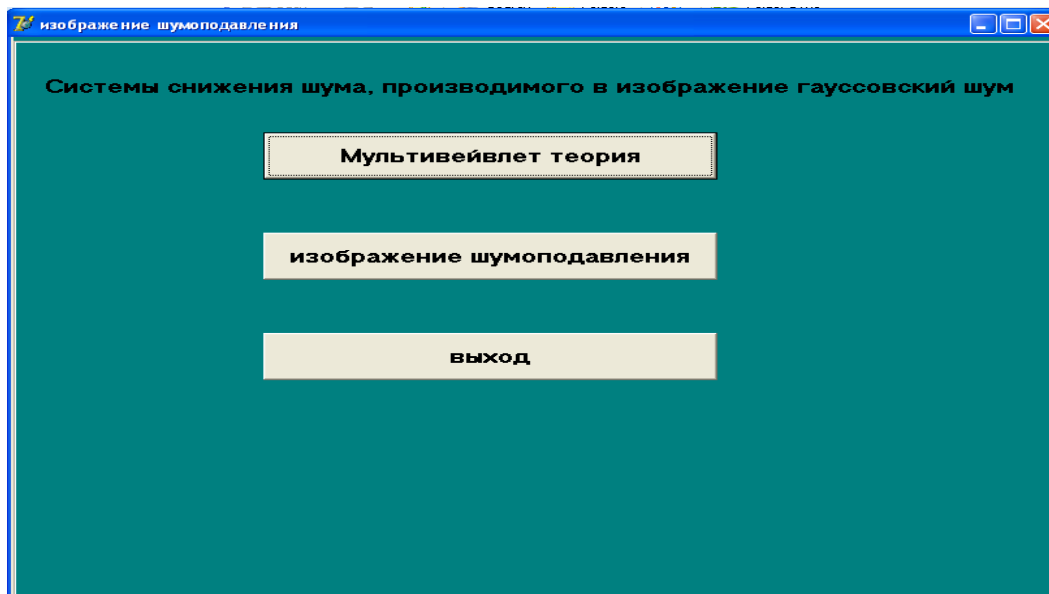 изображение шумоподавления
Системы снижения шума, производимого в изображение гауссовский шум
Мультивейвлет теория
изображение шумоподавления
выход